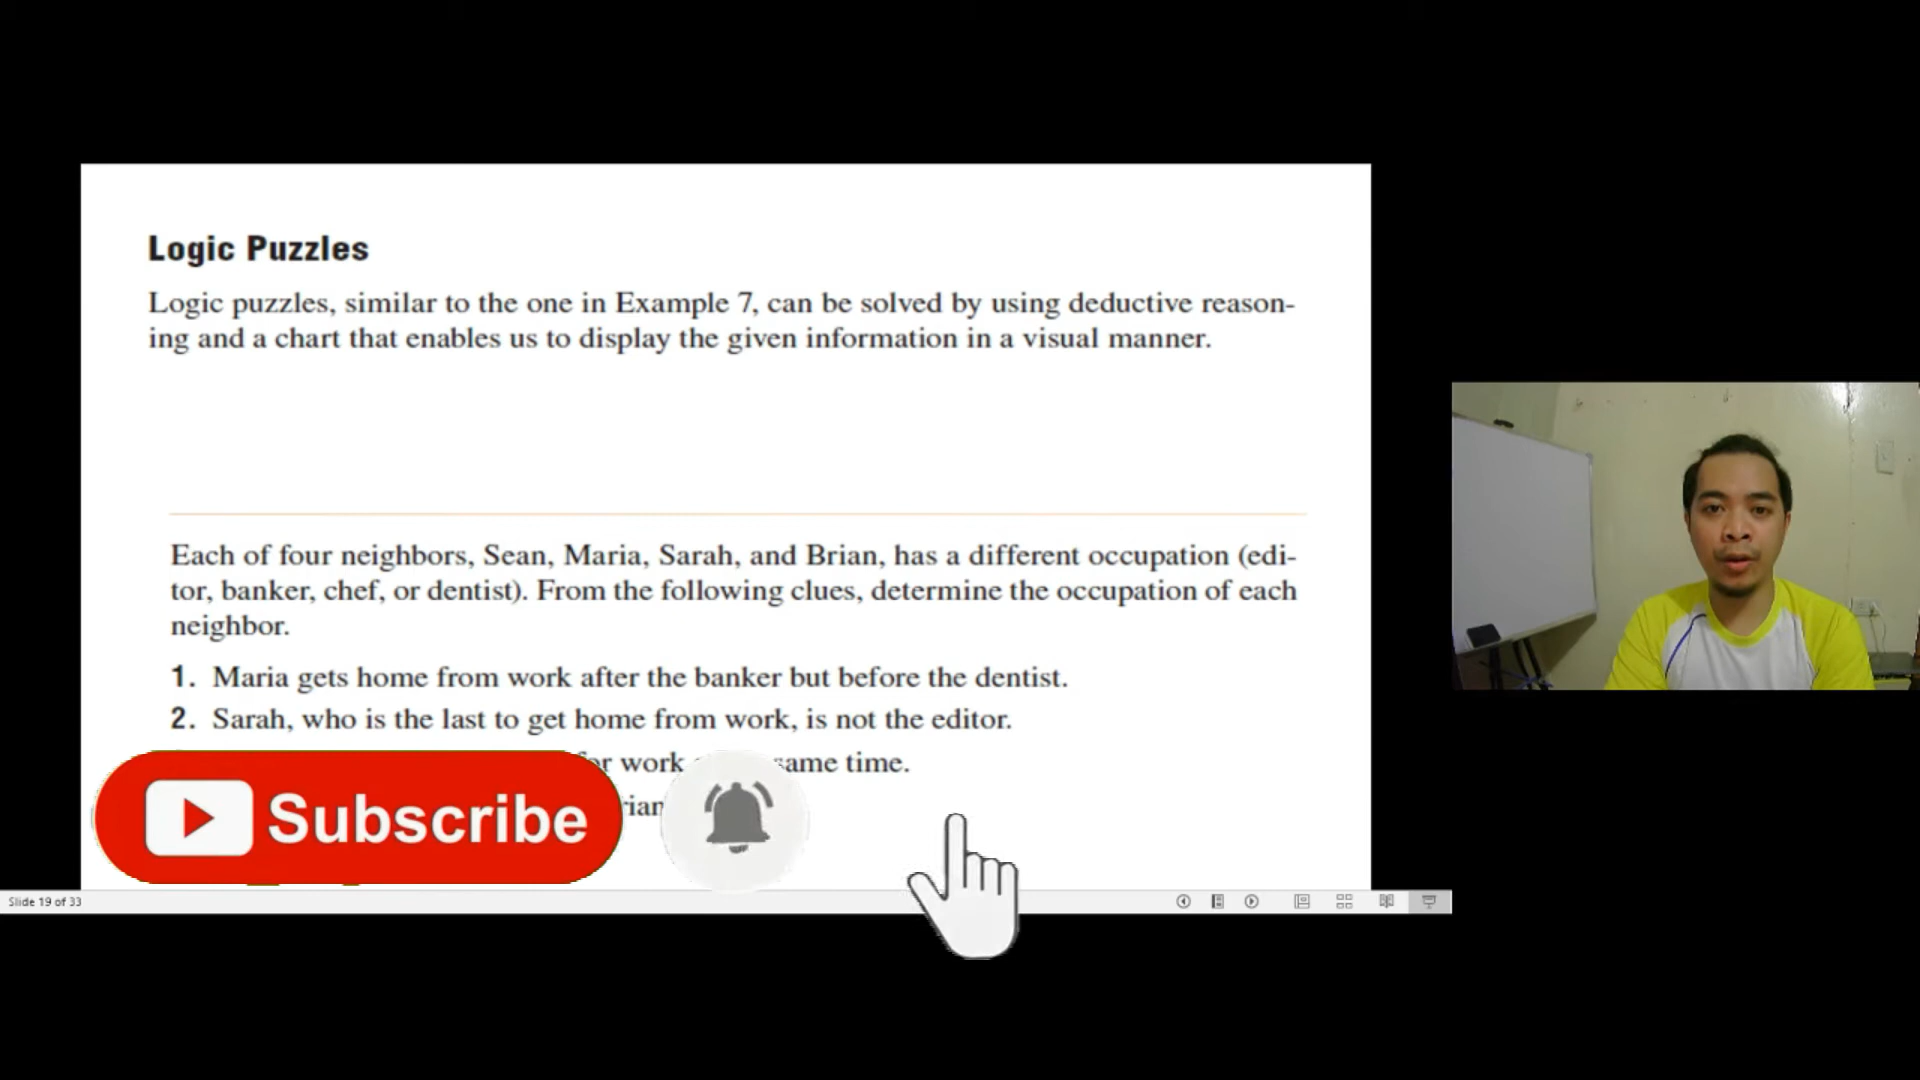 Logic Puzzles
Logic puzzles, similar to the one in Example 7, can be solved by using deductive reason-
ing and a chart that enables us to display the given information in a visual manner.
Each of four neighbors, Sean, Maria, Sarah, and Brian, has a different occupation (edi-
tor, banker, chef, or dentist). From the following clues, determine the occupation of each
neighbor.
1. Maria gets home from work after the banker but before the dentist.
2. Sarah, who is the last to get home from work, is not the editor.
work same time.
Subscribe
Slide 19 of 33